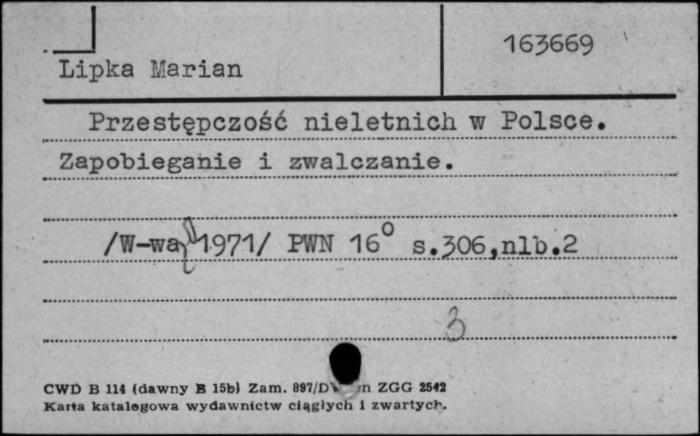 163669
Lipka Marian
Przestępczość nieletnich w Polsce.
Zapobieganie i zwalczanie.
/W-wa 1971/ PWN 16° s.306,nlb.2
3
CWD B 114 (dawny B 15b) Zam. 897/D ZGG 2542
Karta katalogowa wydawnictw ciągłych i zwartych.